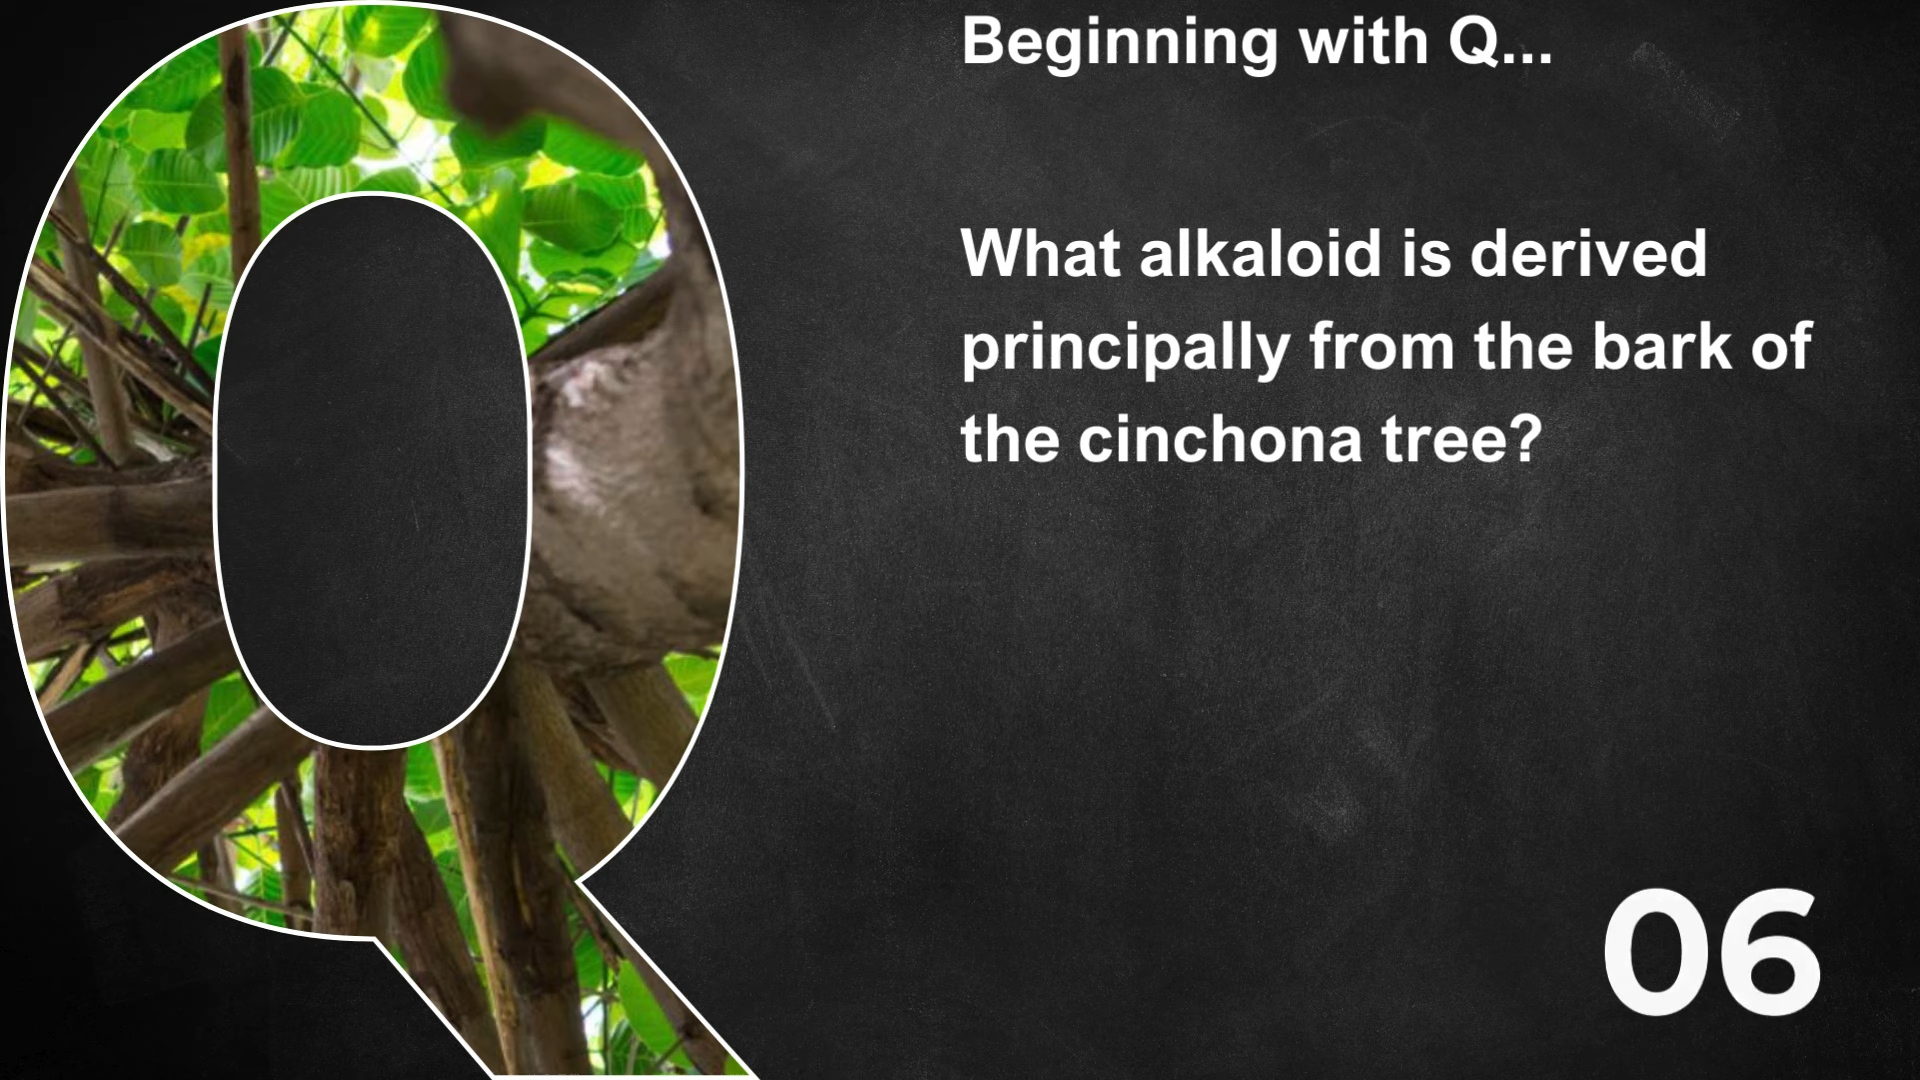 Beginning with Q...
What alkaloid is derived
principally from the bark of
the cinchona tree?
Q
06